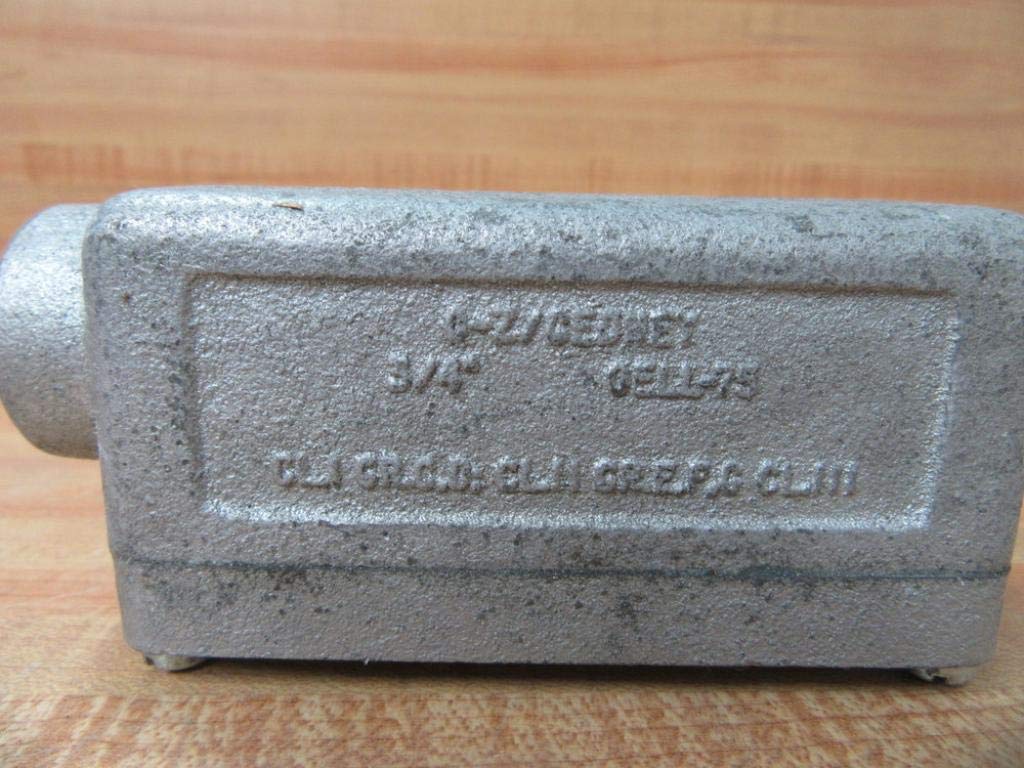 O-Z/GEDNEY
3/4" GELL-75
CL.I GR.C,D: CL.II GR.E,F,G CL.III